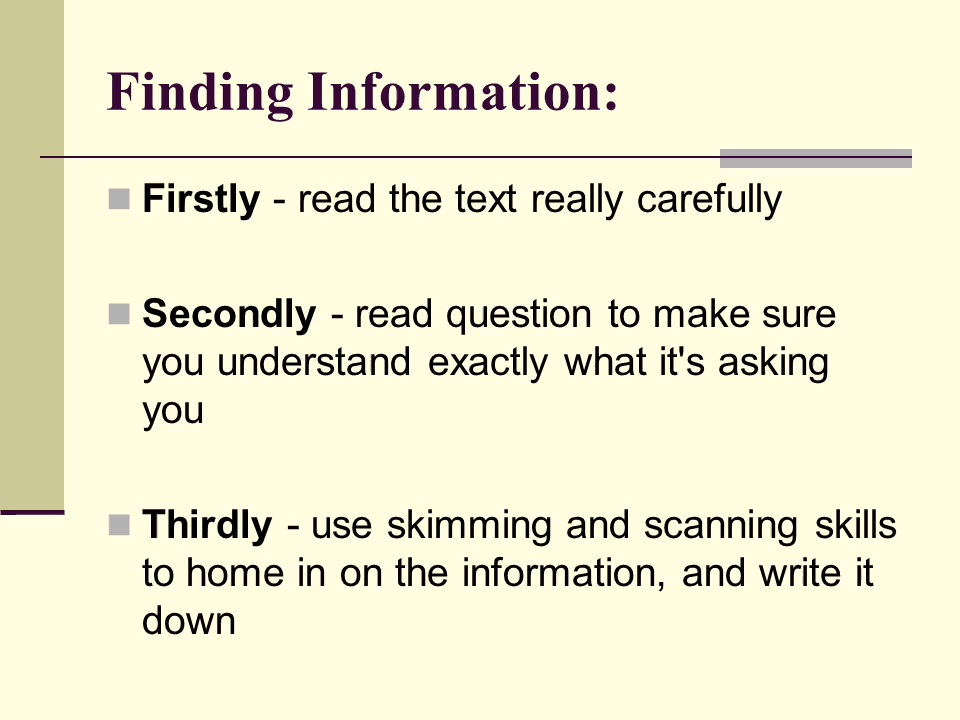 Finding Information:
Firstly - read the text really carefully
Secondly - read question to make sure
you understand exactly what it's asking
you
Thirdly - use skimming and scanning skills
to home in on the information, and write it
down